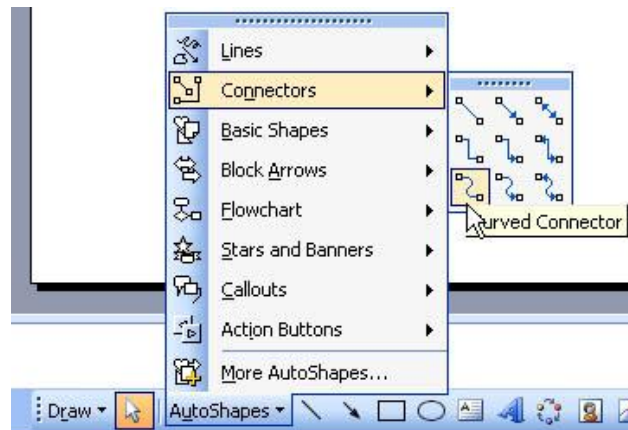 Lines
Connectors
Basic Shapes
Block Arrows
Flowchart
Stars and Banners
Callouts
Action Buttons
More AutoShapes...
urved Connector
Draw
AutoShapes